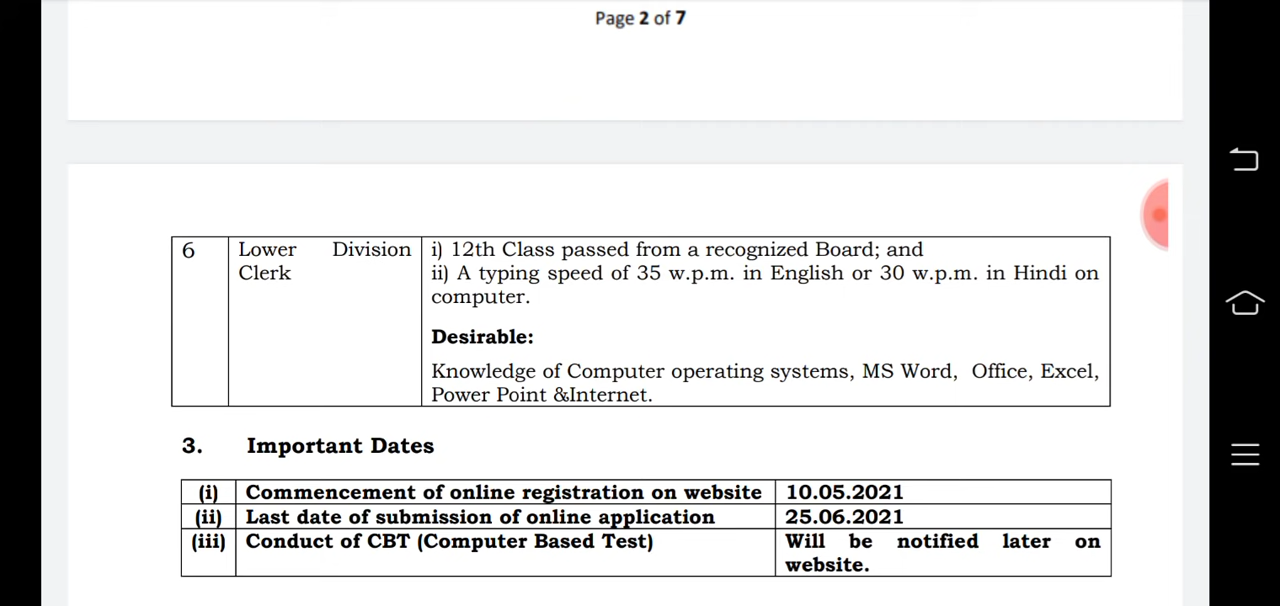 Page 2 of 7
6 Lower Division Clerk
i) 12th Class passed from a recognized Board; and
ii) A typing speed of 35 w.p.m. in English or 30 w.p.m. in Hindi on
computer.
Desirable:
Knowledge of Computer operating systems, MS Word, Office, Excel,
Power Point &Internet.
3. Important Dates
(i) Commencement of online registration on website 10.05.2021
(ii) Last date of submission of online application 25.06.2021
(iii) Conduct of CBT (Computer Based Test) Will be notified later on
website.